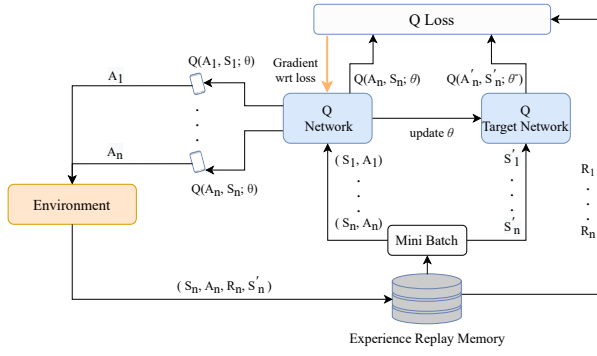 Q Loss
Gradient
wrt loss
Q(A1, S1; θ)
A1
Q(An, Sn; θ)
Q(A'n, S'n; θ-)
Q
Network
update θ
Q
Target Network
An
Q(An, Sn; θ)
(S1, A1)
(Sn, An)
S'1
S'n
R1
Rn
Environment
Mini Batch
(Sn, An, Rn, S'n)
Experience Replay Memory